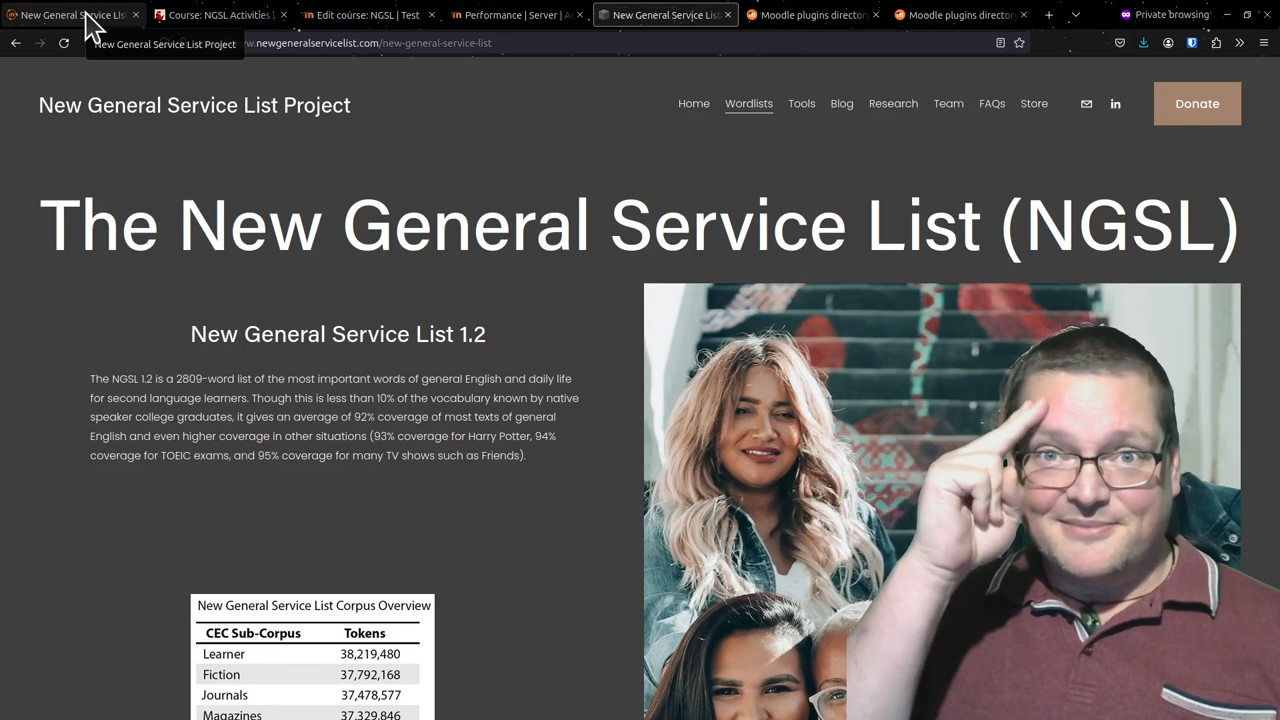 New General Service Lis
Course: NGSL Activities
Edit course: NGSL | Test
Performance | Server | Ac
New General Service List
Moodle plugins directory
Moodle plugins directory
Private browsing
New General Service List Project
w.newgeneralservicelist.com/new-general-service-list
New General Service List Project
Home Wordlists Tools Blog Research Team FAQs Store
Donate
The New General Service List (NGSL)
New General Service List 1.2
The NGSL 1.2 is a 2809-word list of the most important words of general English and daily life
for second language learners. Though this is less than 10% of the vocabulary known by native
speaker college graduates, it gives an average of 92% coverage of most texts of general
English and even higher coverage in other situations (93% coverage for Harry Potter, 94%
coverage for TOEIC exams, and 95% coverage for many TV shows such as Friends).
New General Service List Corpus Overview
CEC Sub-Corpus Tokens
Learner 38,219,480
Fiction 37,792,168
Journals 37,478,577
Magazines 37,329,846